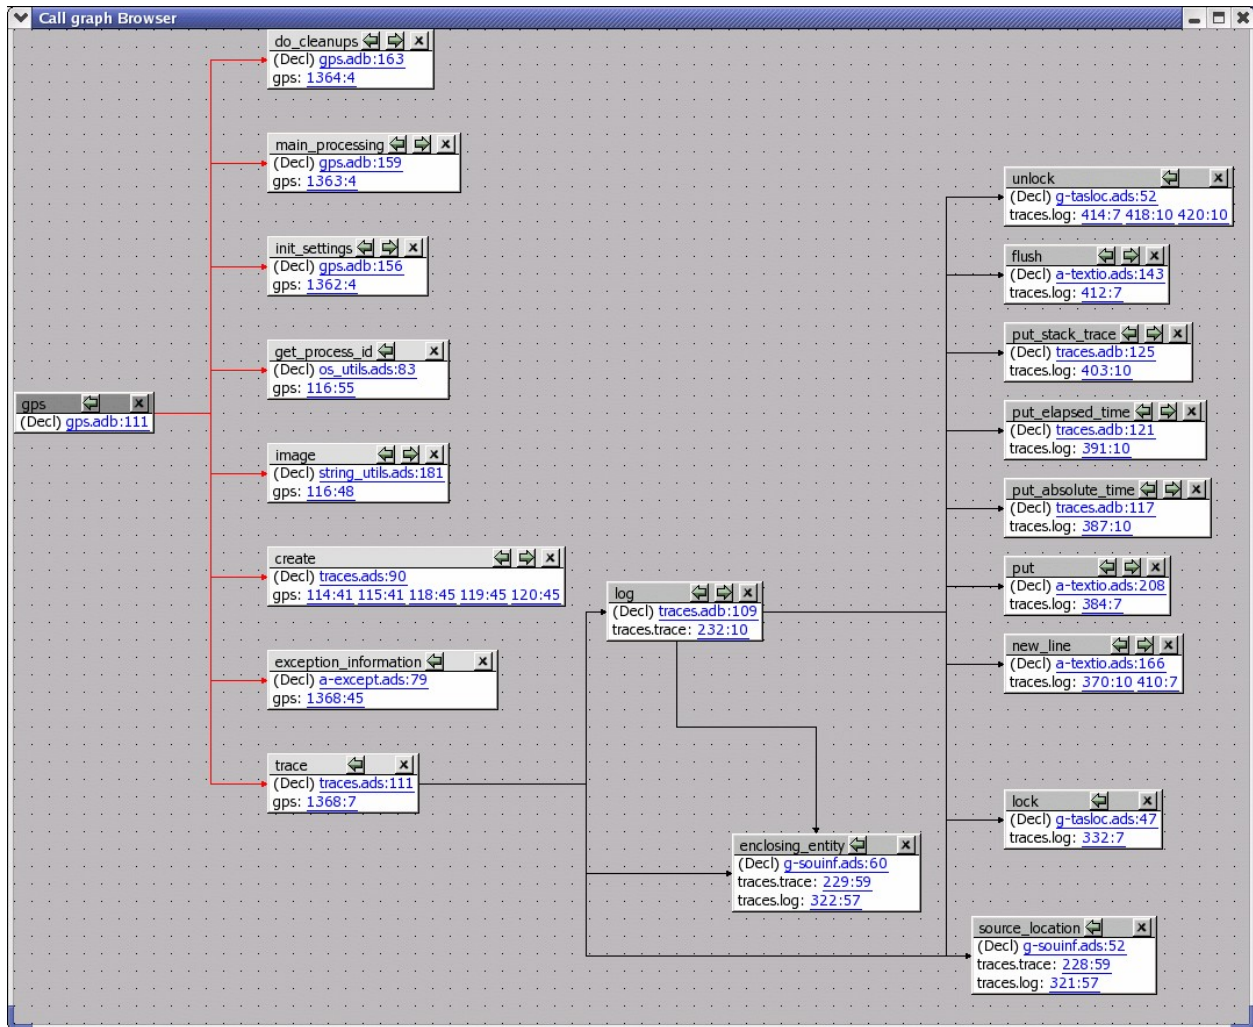 Call graph Browser
do_cleanups
(Decl) gps.adb:163
gps: 1364:4
main_processing
(Decl) gps.adb:159
gps: 1363:4
init_settings
(Decl) gps.adb:156
gps: 1362:4
get_process_id
(Decl) os_utils.ads:83
gps: 116:55
gps
(Decl) gps.adb:111
image
(Decl) string_utils.ads:181
gps: 116:48
create
(Decl) traces.ads:90
gps: 114:41 115:41 118:45 119:45 120:45
exception_information
(Decl) a-except.ads:79
gps: 1368:45
trace
(Decl) traces.ads:111
gps: 1368:7
log
(Decl) traces.adb:109
traces.trace: 232:10
enclosing_entity
(Decl) g-souinf.ads:60
traces.trace: 229:59
traces.log: 322:57
unlock
(Decl) g-tasloc.ads:52
traces.log: 414:7 418:10 420:10
flush
(Decl) a-textio.ads:143
traces.log: 412:7
put_stack_trace
(Decl) traces.adb:125
traces.log: 403:10
put_elapsed_time
(Decl) traces.adb:121
traces.log: 391:10
put_absolute_time
(Decl) traces.adb:117
traces.log: 387:10
put
(Decl) a-textio.ads:208
traces.log: 384:7
new_line
(Decl) a-textio.ads:166
traces.log: 370:10 410:7
lock
(Decl) g-tasloc.ads:47
traces.log: 332:7
source_location
(Decl) g-souinf.ads:52
traces.trace: 228:59
traces.log: 321:57